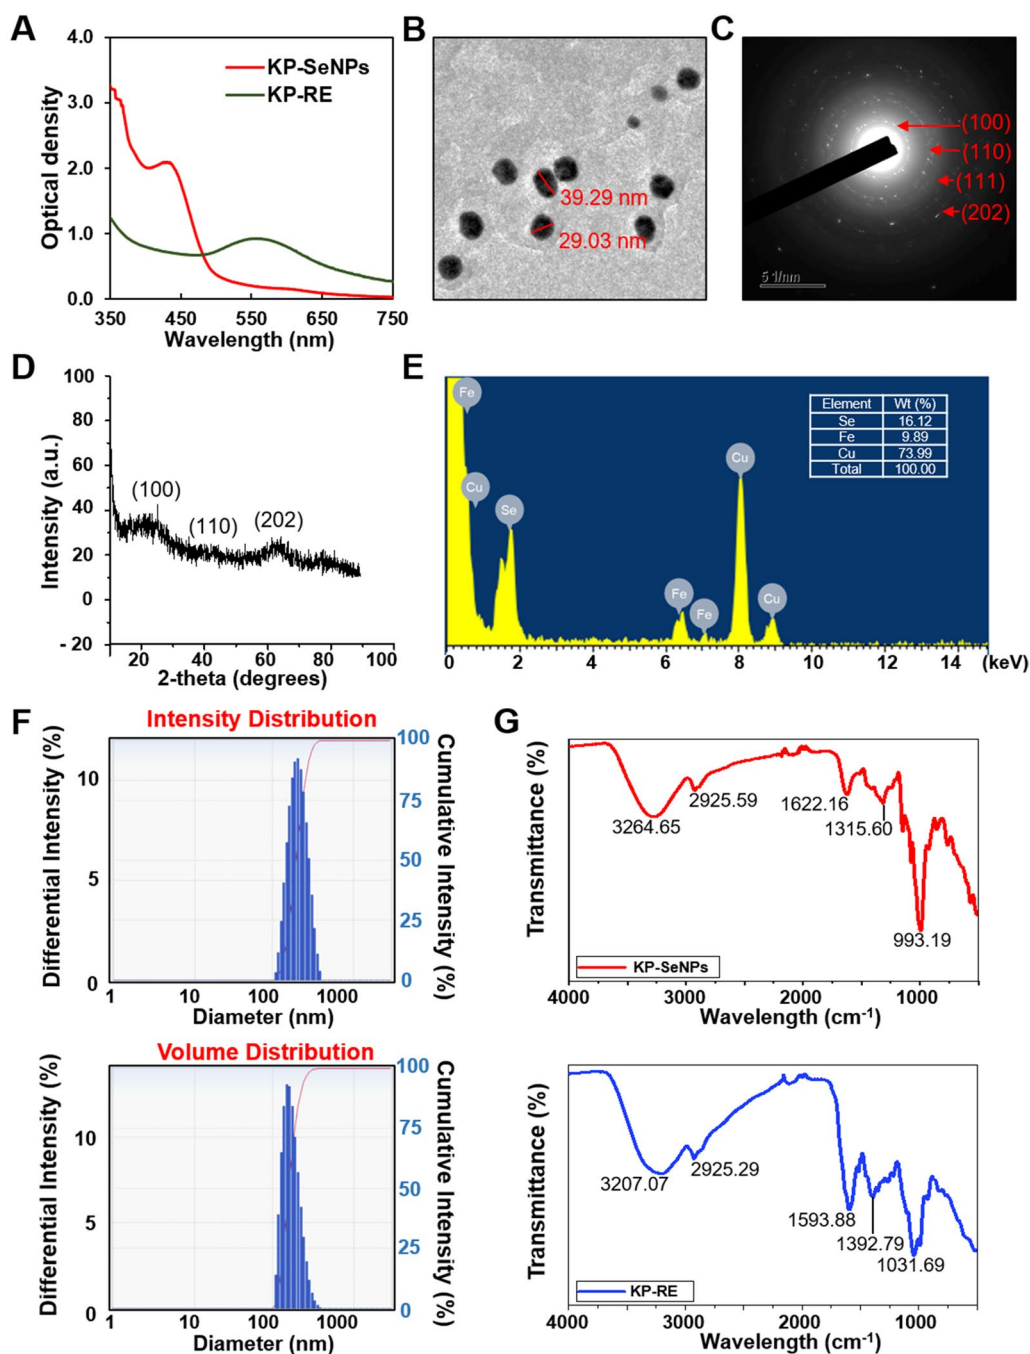 A
4.0
3.0
2.0
1.0
0.0
Optical density
KP-SeNPs
KP-RE
350 450 550 650 750
Wavelength (nm)
B
39.29 nm
29.03 nm
C
(100)
(110)
(111)
(202)
5 1/nm
D
100
80
60
40
20
0
- 20
Intensity (a.u.)
(100)
(110)
(202)
20 40 60 80 100
2-theta (degrees)
E
Fe
Cu
Se
Fe
Fe
Cu
Cu
Element Wt (%)
Se 16.12
Fe 9.89
Cu 73.99
Total 100.00
0 2 4 6 8 10 12 14 (keV)
F
Intensity Distribution
Differential Intensity (%)
10
5
0
100
75
50
25
0
Cumulative Intensity (%)
1 10 100 1000
Diameter (nm)
Volume Distribution
Differential Intensity (%)
10
5
0
100
75
50
25
0
Cumulative Intensity (%)
1 10 100 1000
Diameter (nm)
G
Transmittance (%)
3264.65
2925.59
1622.16
1315.60
993.19
KP-SeNPs
4000 3000 2000 1000
Wavelength (cm-1)
Transmittance (%)
3207.07
2925.29
1593.88
1392.79
1031.69
KP-RE
4000 3000 2000 1000
Wavelength (cm-1)